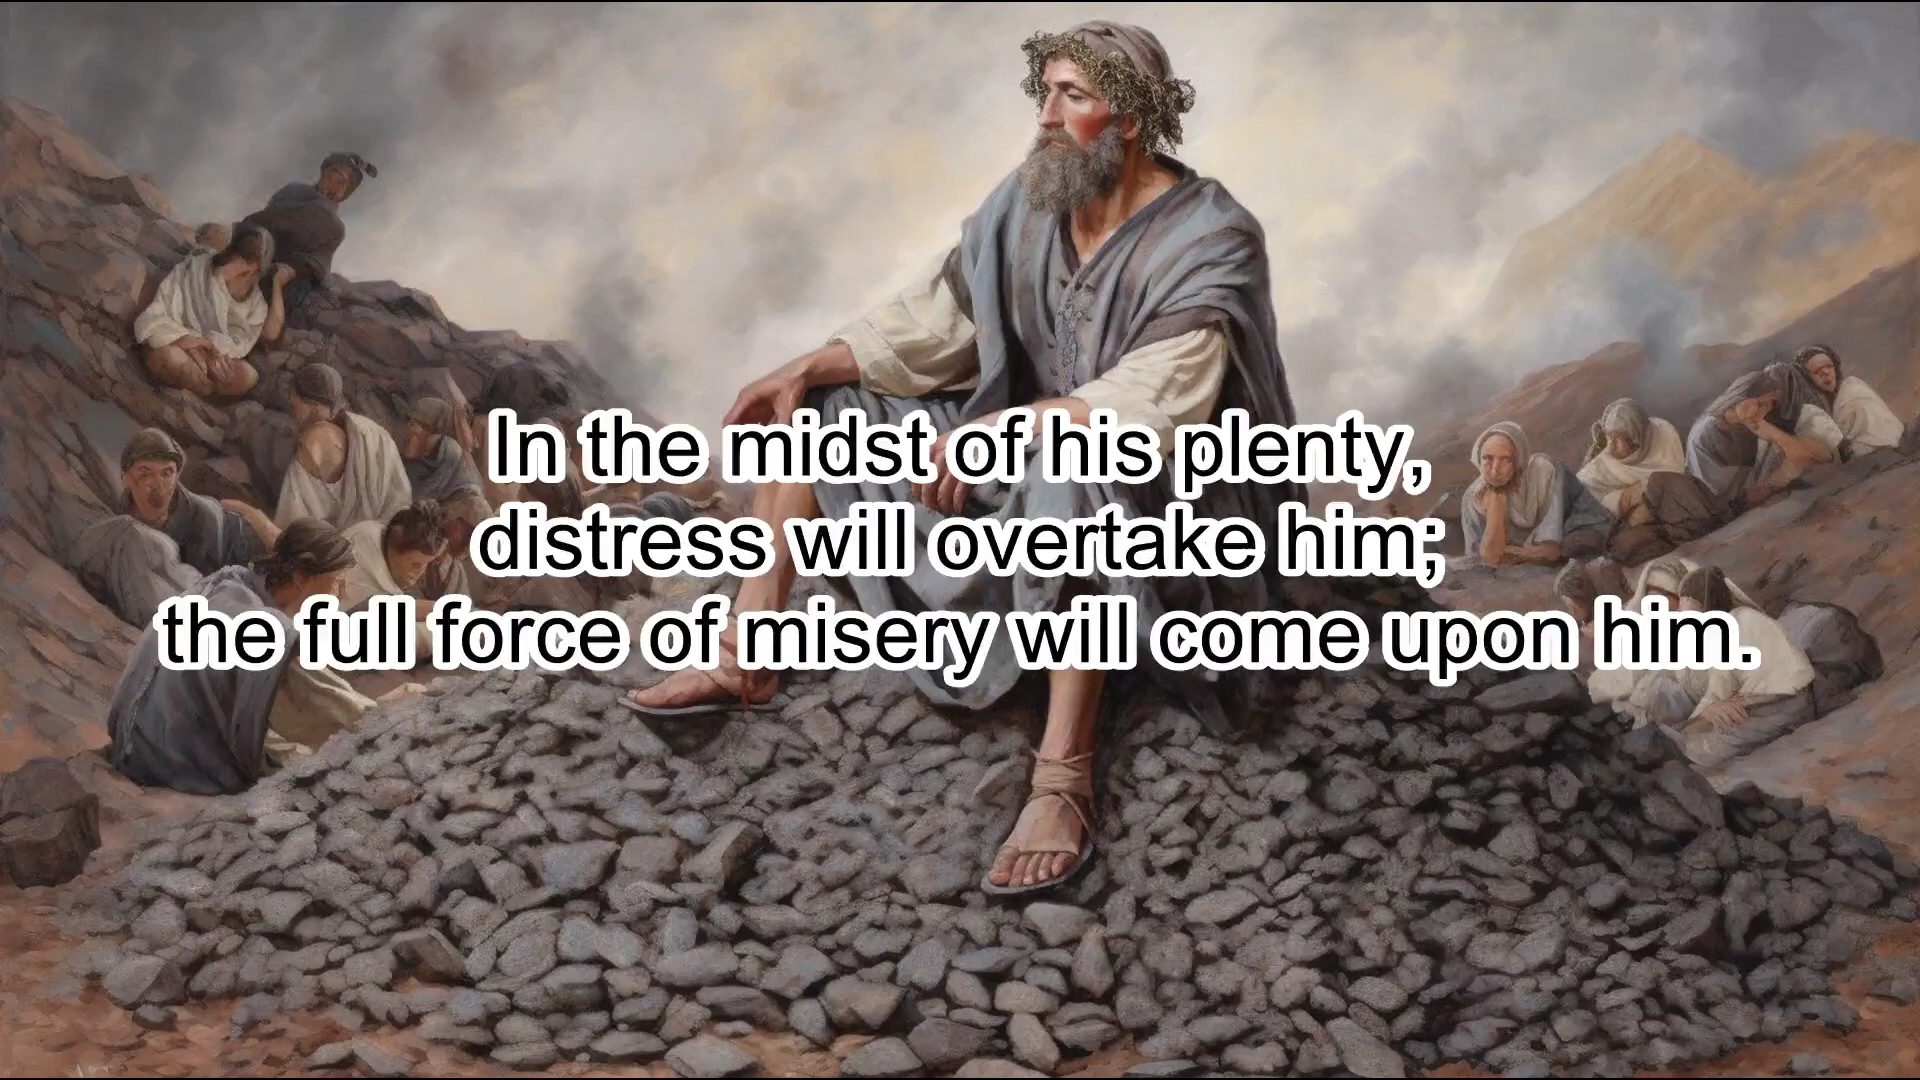 In the midst of his plenty,
distress will overtake him;
the full force of misery will come upon him.